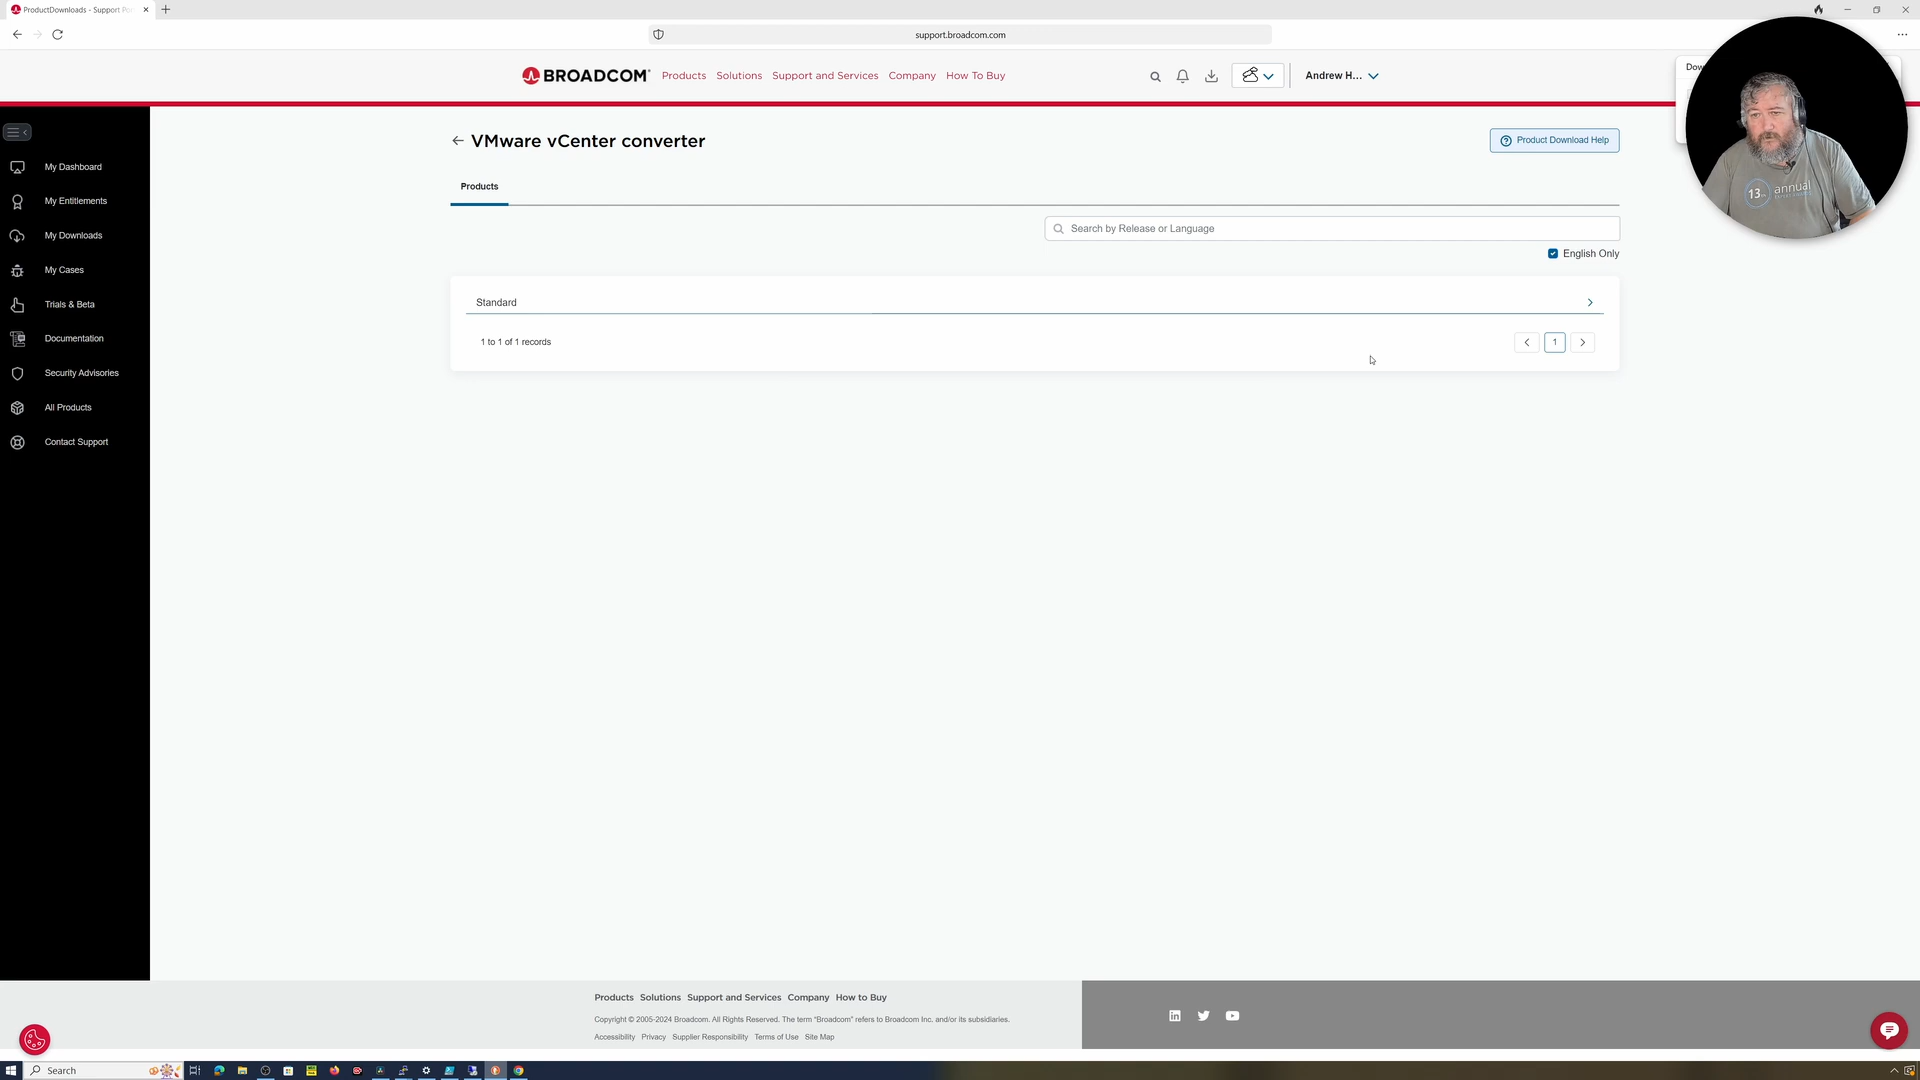 ProductDownloads - Support Po
support.broadcom.com
BROADCOM
Products Solutions Support and Services Company How To Buy
Andrew H...
Dow
13 annual
VMware vCenter converter
Product Download Help
Products
Search by Release or Language
English Only
Standard
1 to 1 of 1 records
1
My Dashboard
My Entitlements
My Downloads
My Cases
Trials & Beta
Documentation
Security Advisories
All Products
Contact Support
Products Solutions Support and Services Company How to Buy
Copyright © 2005-2024 Broadcom. All Rights Reserved. The term “Broadcom” refers to Broadcom Inc. and/or its subsidiaries.
Accessibility Privacy Supplier Responsibility Terms of Use Site Map
Search